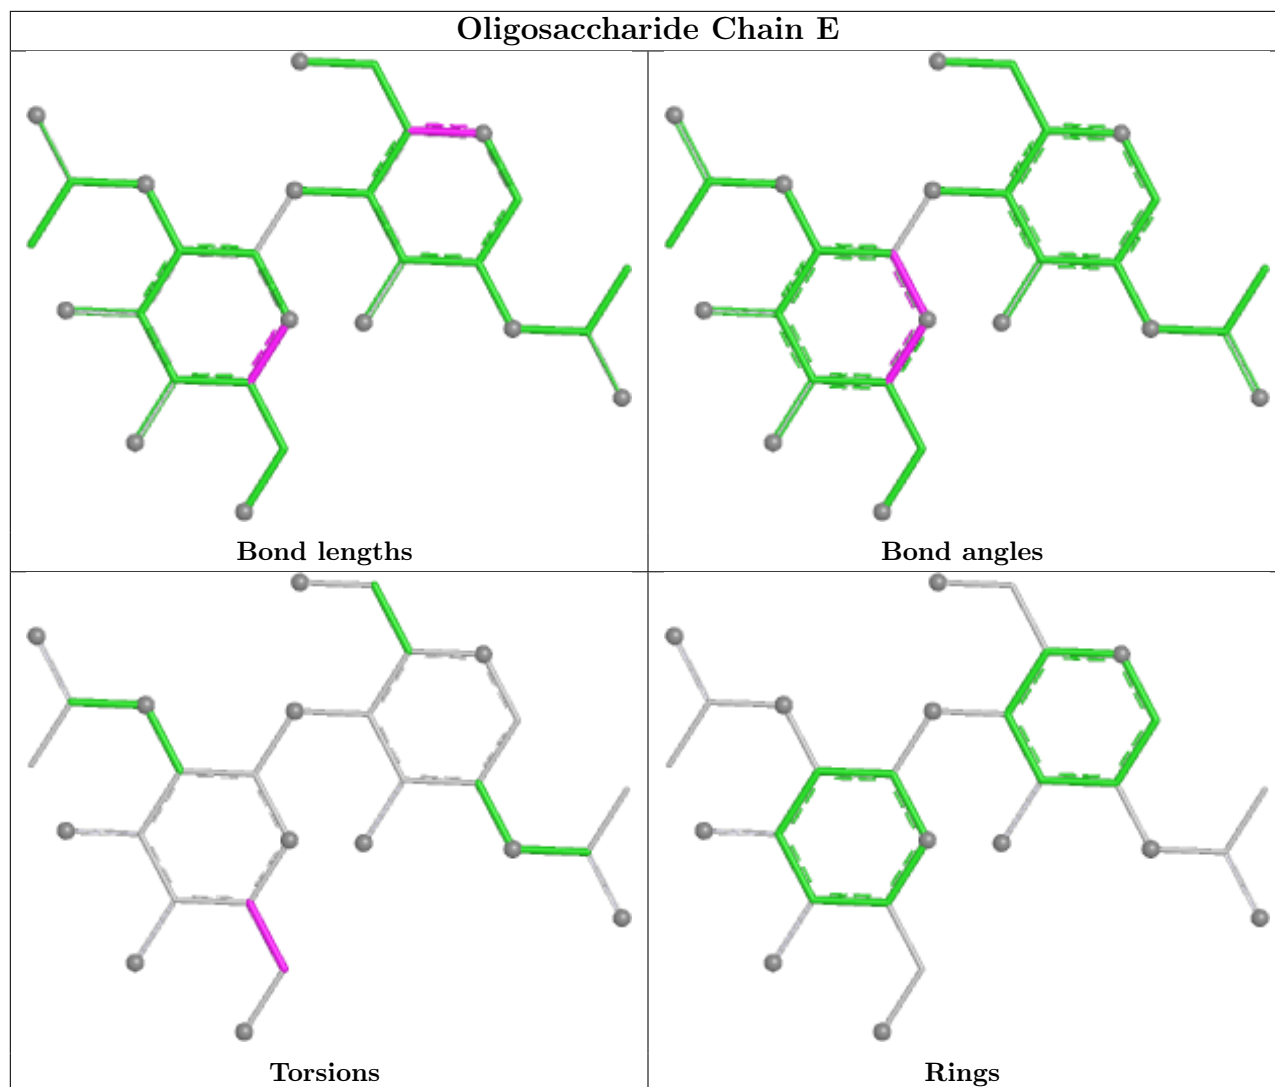 Oligosaccharide Chain E
Bond lengths
Bond angles
Torsions
Rings